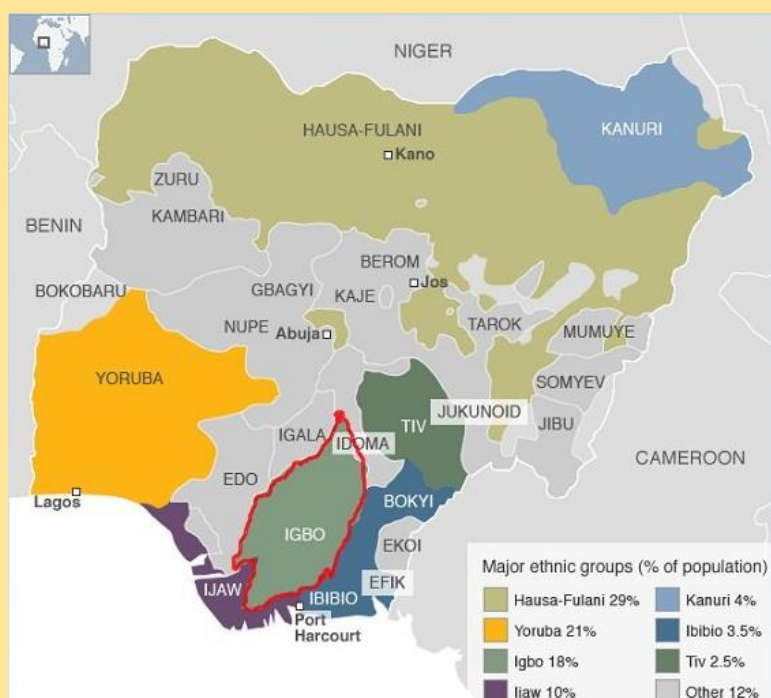 NIGER
HAUSA-FULANI
Kano
KANURI
ZURU
KAMBARI
BENIN
BEROM
Jos
BOKOBARU
GBAGYI
KAJE
NUPE
Abuja
TAROK
MUMUYE
YORUBA
SOMYEV
TIV
JUKUNOID
JIBU
IGALA
IDOMA
EDO
CAMEROON
Lagos
BOKYI
IGBO
EKOI
IJAW
EFIK
IBIBIO
Port
Harcourt
Major ethnic groups (% of population)
Hausa-Fulani 29%
Kanuri 4%
Yoruba 21%
Ibibio 3.5%
Igbo 18%
Tiv 2.5%
Ijaw 10%
Other 12%